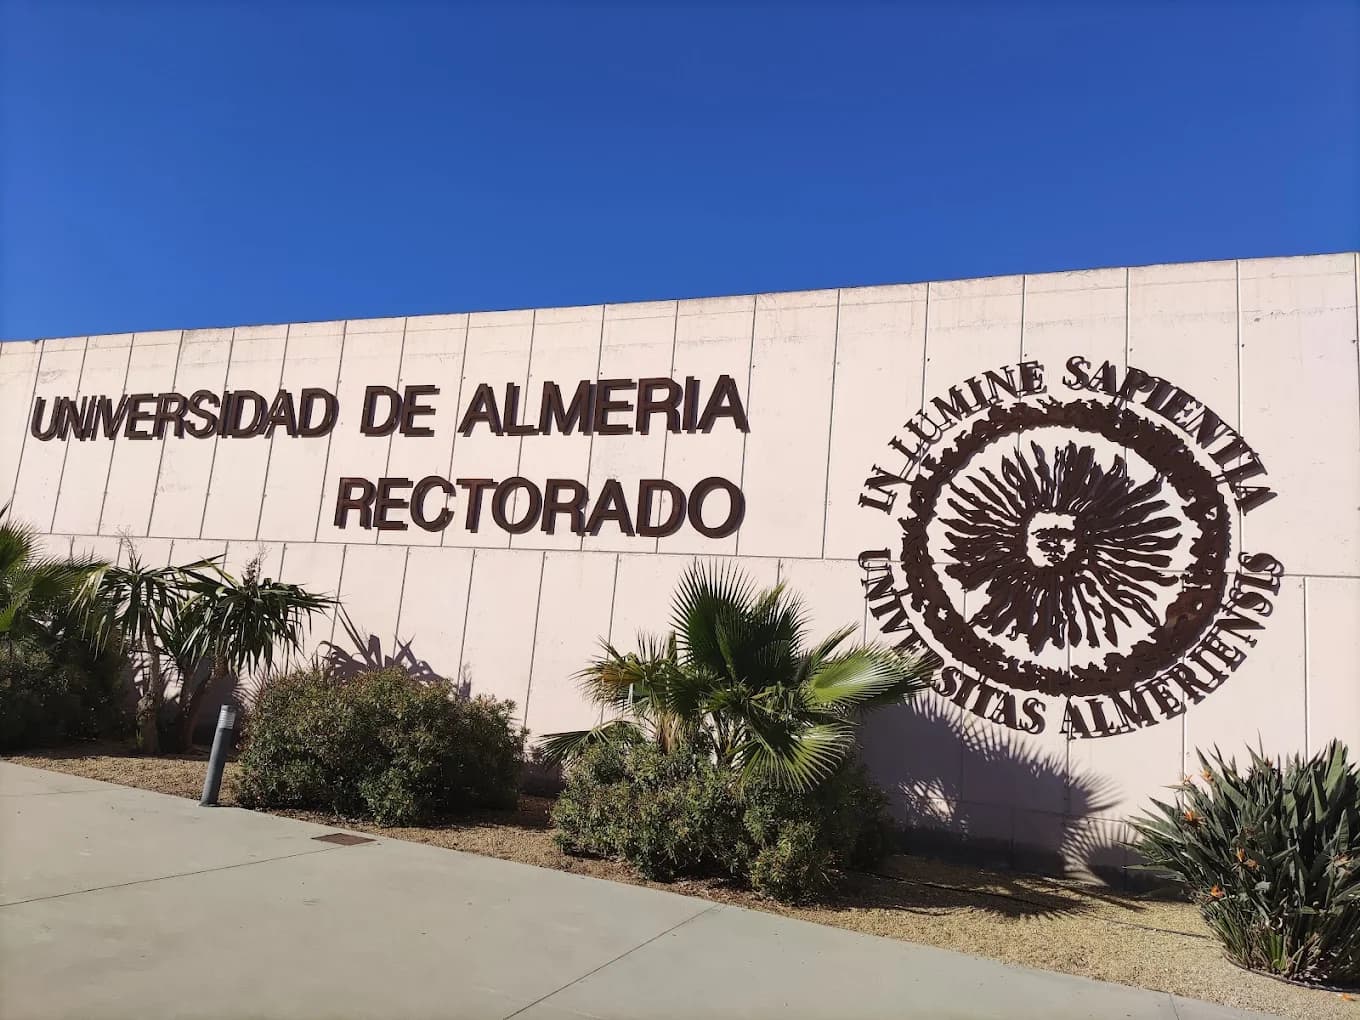 UNIVERSIDAD DE ALMERIA
RECTORADO
IN LUMINE SAPIENTIA
UNIVERSITAS ALMERIENSIS